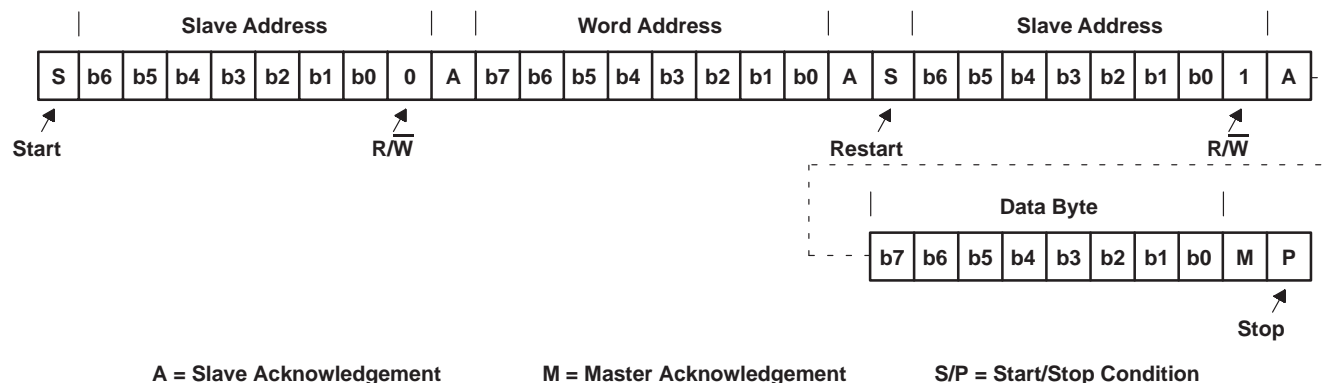 Slave Address Word Address Slave Address
S b6 b5 b4 b3 b2 b1 b0 0 A b7 b6 b5 b4 b3 b2 b1 b0 A S b6 b5 b4 b3 b2 b1 b0 1 A
Start R/W̅ Restart R/W̅
Data Byte
b7 b6 b5 b4 b3 b2 b1 b0 M P
Stop
A = Slave Acknowledgement M = Master Acknowledgement S/P = Start/Stop Condition